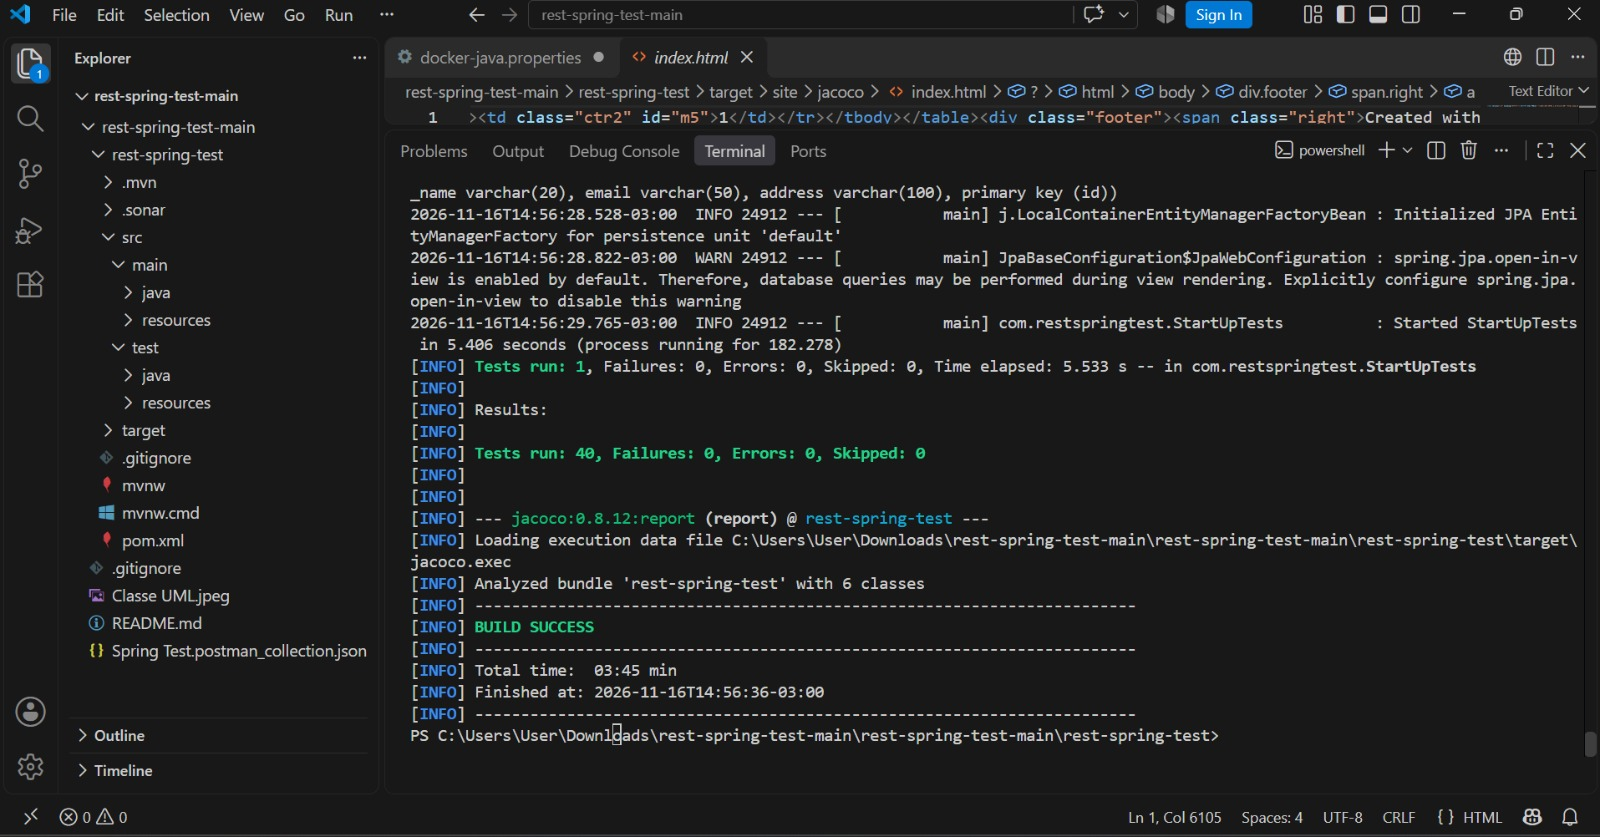 File Edit Selection View Go Run ··· rest-spring-test-main Sign In
Explorer ···
1
rest-spring-test-main
rest-spring-test-main
rest-spring-test
.mvn
.sonar
src
main
java
resources
test
java
resources
target
.gitignore
mvnw
mvnw.cmd
pom.xml
.gitignore
Classe UML.jpeg
README.md
Spring Test.postman_collection.json
Outline
Timeline
docker-java.properties index.html
rest-spring-test-main > rest-spring-test > target > site > jacoco > index.html > ? > html > body > div.footer > span.right > a Text Editor
1 ><td class="ctr2" id="m5">1</td></tr></tbody></table><div class="footer"><span class="right">Created with
Problems Output Debug Console Terminal Ports powershell
_name varchar(20), email varchar(50), address varchar(100), primary key (id))
2026-11-16T14:56:28.528-03:00  INFO 24912 --- [           main] j.LocalContainerEntityManagerFactoryBean : Initialized JPA Enti
tyManagerFactory for persistence unit 'default'
2026-11-16T14:56:28.822-03:00  WARN 24912 --- [           main] JpaBaseConfiguration$JpaWebConfiguration : spring.jpa.open-in-v
iew is enabled by default. Therefore, database queries may be performed during view rendering. Explicitly configure spring.jpa.
open-in-view to disable this warning
2026-11-16T14:56:29.765-03:00  INFO 24912 --- [           main] com.restspringtest.StartUpTests          : Started StartUpTests
in 5.406 seconds (process running for 182.278)
[INFO] Tests run: 1, Failures: 0, Errors: 0, Skipped: 0, Time elapsed: 5.533 s -- in com.restspringtest.StartUpTests
[INFO]
[INFO] Results:
[INFO]
[INFO] Tests run: 40, Failures: 0, Errors: 0, Skipped: 0
[INFO]
[INFO]
[INFO] --- jacoco:0.8.12:report (report) @ rest-spring-test ---
[INFO] Loading execution data file C:\Users\User\Downloads\rest-spring-test-main\rest-spring-test-main\rest-spring-test\target\
jacoco.exec
[INFO] Analyzed bundle 'rest-spring-test' with 6 classes
[INFO] ------------------------------------------------------------------------
[INFO] BUILD SUCCESS
[INFO] ------------------------------------------------------------------------
[INFO] Total time:  03:45 min
[INFO] Finished at: 2026-11-16T14:56:36-03:00
[INFO] ------------------------------------------------------------------------
PS C:\Users\User\Downloads\rest-spring-test-main\rest-spring-test-main\rest-spring-test>
0 0 Ln 1, Col 6105 Spaces: 4 UTF-8 CRLF { } HTML